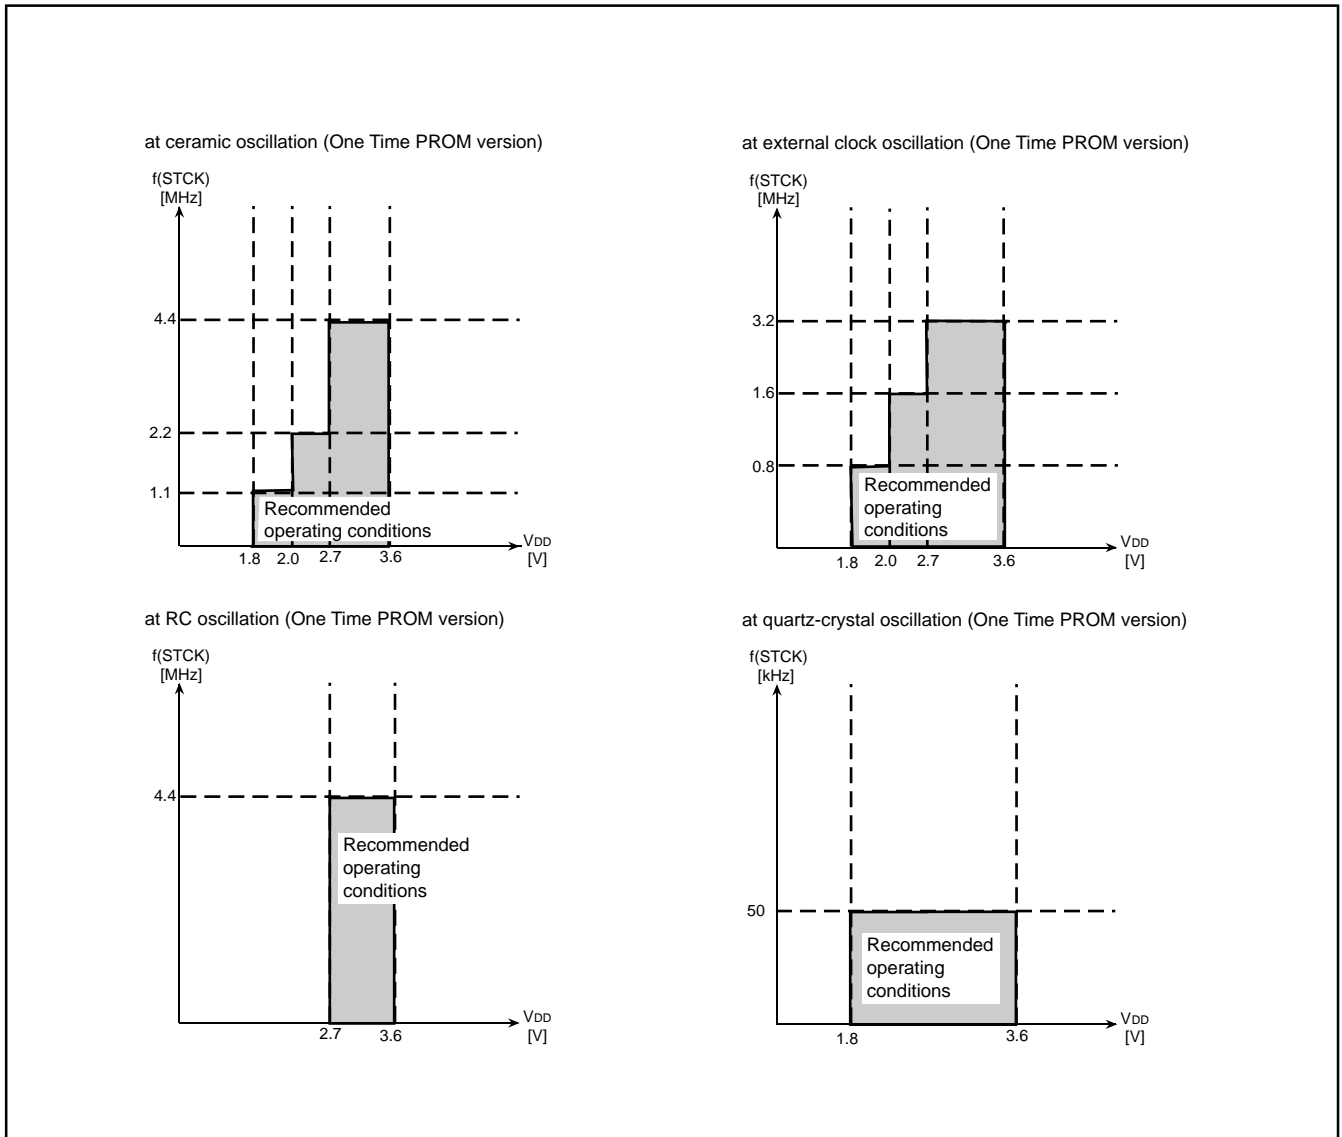 at ceramic oscillation (One Time PROM version)
f(STCK)
[MHz]
4.4
2.2
1.1
Recommended
operating conditions
1.8
2.0
2.7
3.6
VDD
[V]
at external clock oscillation (One Time PROM version)
f(STCK)
[MHz]
3.2
1.6
0.8
Recommended
operating
conditions
1.8
2.0
2.7
3.6
VDD
[V]
at RC oscillation (One Time PROM version)
f(STCK)
[MHz]
4.4
Recommended
operating
conditions
2.7
3.6
VDD
[V]
at quartz-crystal oscillation (One Time PROM version)
f(STCK)
[kHz]
50
Recommended
operating
conditions
1.8
3.6
VDD
[V]